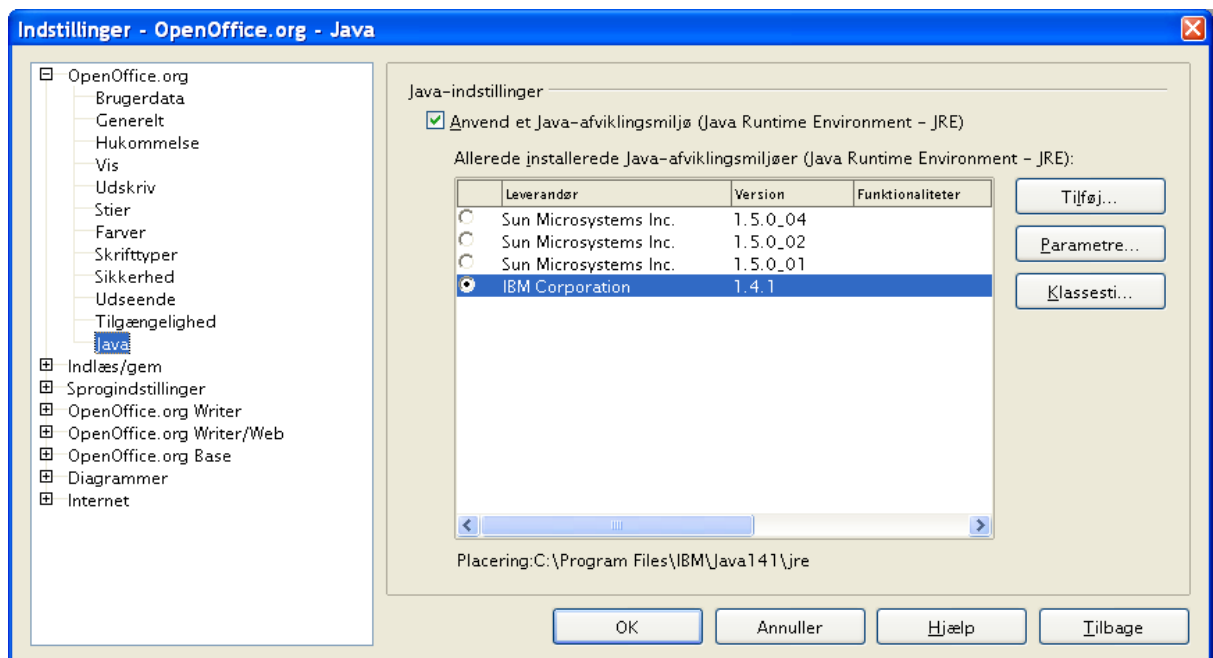 Indstillinger - OpenOffice.org - Java
OpenOffice.org
Brugerdata
Generelt
Hukommelse
Vis
Udskriv
Stier
Farver
Skrifttyper
Sikkerhed
Udseende
Tilgængelighed
Java
Indlæs/gem
Sprogindstillinger
OpenOffice.org Writer
OpenOffice.org Writer/Web
OpenOffice.org Base
Diagrammer
Internet
Java-indstillinger
Anvend et Java-afviklingsmiljø (Java Runtime Environment - JRE)
Allerede installerede Java-afviklingsmiljøer (Java Runtime Environment - JRE):
Leverandør Version Funktionaliteter
Sun Microsystems Inc. 1.5.0_04
Sun Microsystems Inc. 1.5.0_02
Sun Microsystems Inc. 1.5.0_01
IBM Corporation 1.4.1
Tilføj...
Parametre...
Klassesti...
Placering:C:\Program Files\IBM\Java141\jre
OK Annuller Hjælp Tilbage